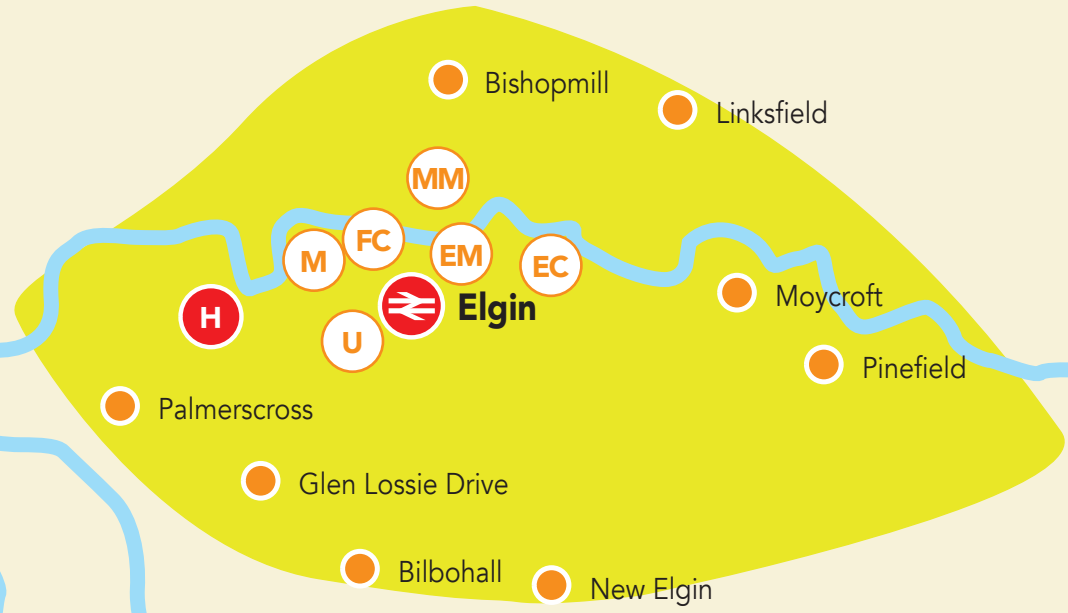 Bishopmill
Linksfield
MM
FC
M
EM
EC
H
Elgin
U
Moycroft
Pinefield
Palmerscross
Glen Lossie Drive
Bilbohall
New Elgin